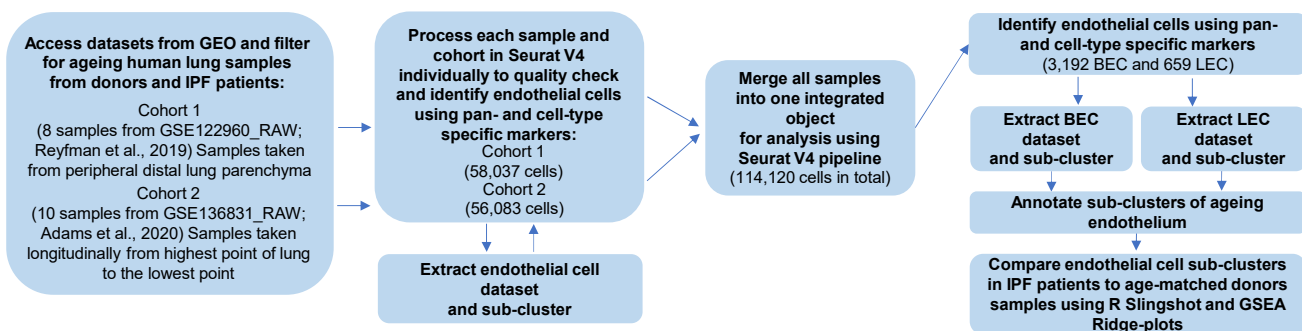 Access datasets from GEO and filter
for ageing human lung samples
from donors and IPF patients:
Cohort 1
(8 samples from GSE122960_RAW;
Reyfman et al., 2019) Samples taken
from peripheral distal lung parenchyma
Cohort 2
(10 samples from GSE136831_RAW;
Adams et al., 2020) Samples taken
longitudinally from highest point of lung
to the lowest point
Process each sample and
cohort in Seurat V4
individually to quality check
and identify endothelial cells
using pan- and cell-type
specific markers:
Cohort 1
(58,037 cells)
Cohort 2
(56,083 cells)
Extract endothelial cell
dataset
and sub-cluster
Merge all samples
into one integrated
object
for analysis using
Seurat V4 pipeline
(114,120 cells in total)
Identify endothelial cells using pan-
and cell-type specific markers
(3,192 BEC and 659 LEC)
Extract BEC
dataset
and sub-cluster
Extract LEC
dataset
and sub-cluster
Annotate sub-clusters of ageing
endothelium
Compare endothelial cell sub-clusters
in IPF patients to age-matched donors
samples using R Slingshot and GSEA
Ridge-plots